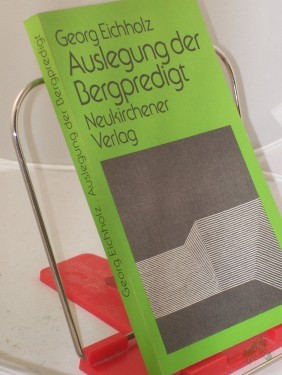 Georg Eichholz
Auslegung der
Bergpredigt
Neukirchener
Verlag
Georg Eichholz Auslegung der Bergpredigt